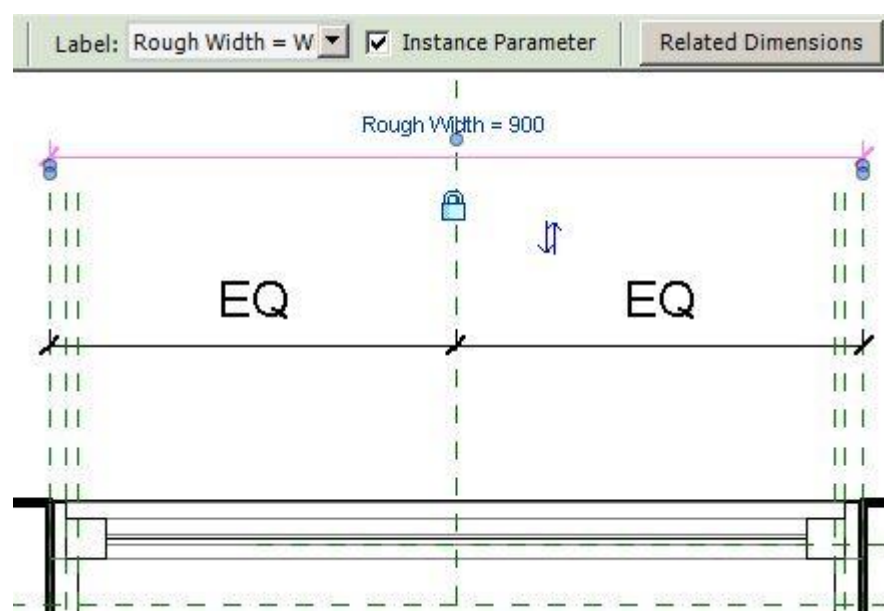 Label: Rough Width = W Instance Parameter Related Dimensions
Rough Width = 900
EQ EQ